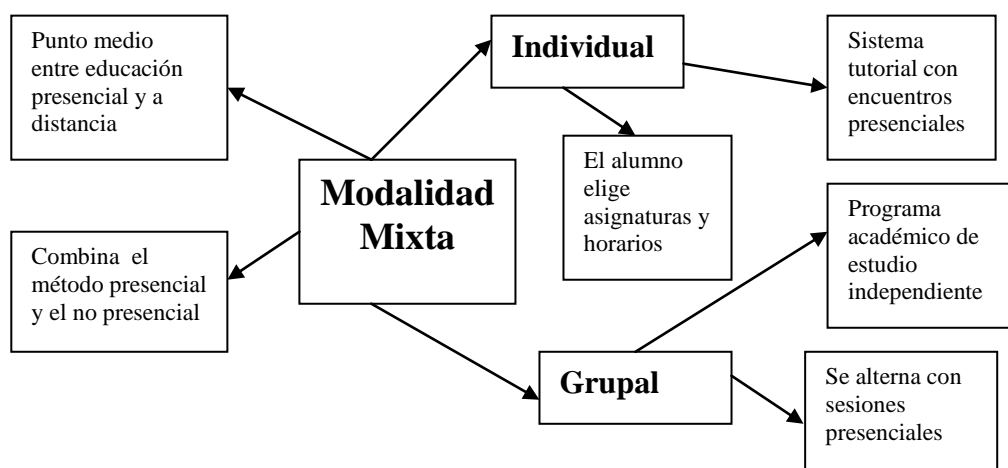 Punto medio
entre educación
presencial y a
distancia
Individual
Sistema
tutorial con
encuentros
presenciales
El alumno
elige
asignaturas y
horarios
Modalidad
Mixta
Programa
académico de
estudio
independiente
Combina el
método presencial
y el no presencial
Grupal
Se alterna con
sesiones
presenciales